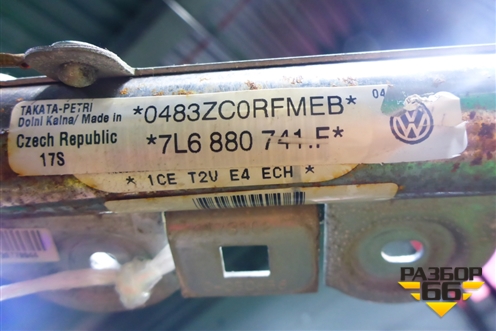 TAKATA-PETRI
Dolni Kalna/ Made in
Czech Republic
17S
*0483ZC0RFMEB*
04
*7L6 880 741.F*
* 1CE T2V E4 ECH *
РАЗБОР
66